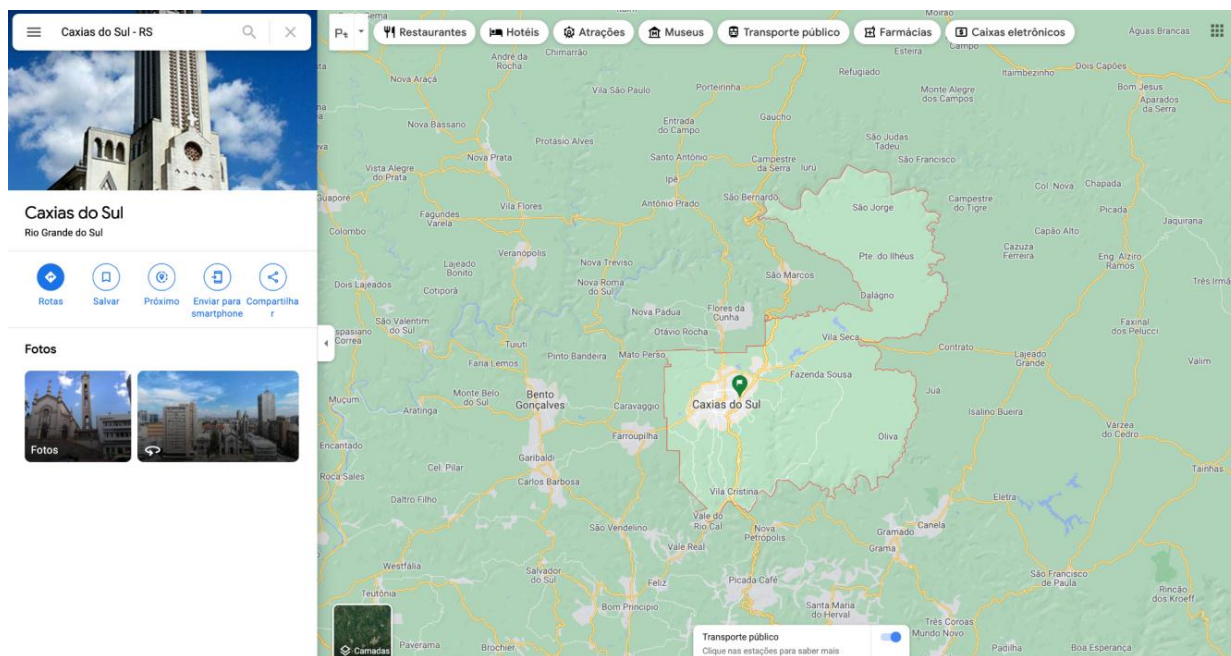 Caxias do Sul - RS
Restaurantes
Hotéis
Atrações
Museus
Transporte público
Farmácias
Caixas eletrônicos
Caxias do Sul
Rio Grande do Sul
Rotas
Salvar
Próximo
Enviar para
smartphone
Compartilha
r
Fotos
Fotos
Camadas
Moirão
Águas Brancas
André da
Rocha
Chimarrão
Esteira
Campo
Refugiado
Itaimbezinho
Dois Capões
Nova Araçá
Vila São Paulo
Porteirinha
Monte Alegre
dos Campos
Bom Jesus
Aparados
da Serra
Nova Bassano
Entrada
do Campo
Gaucho
Protásio Alves
São Judas
Tadeu
Nova Prata
Santo Antônio
Campestre
da Serra
Iuru
São Francisco
Vista Alegre
do Prata
Ipê
Col. Nova
Chapada
Guaporé
Vila Flores
Antônio Prado
São Bernardo
São Jorge
Campestre
do Tigre
Picada
Fagundes
Varela
Jaquirana
Colombo
Capão Alto
Veranópolis
Cazuza
Ferreira
Eng. Alziro
Ramos
Lajeado
Bonito
Nova Treviso
Pte. do Ilhéus
Dois Lajeados
Cotiporã
Nova Roma
do Sul
São Marcos
Três Irmã
Dalágno
Nova Pádua
Flores da
Cunha
São Valentim
do Sul
Otávio Rocha
Vila Seca
Faxinal
dos Pelucci
Tuiuti
Pinto Bandeira
Mato Perso
Contrato
Lajeado
Grande
Valim
Faria Lemos
Fazenda Sousa
Muçum
Monte Belo
do Sul
Bento
Gonçalves
Juá
Aratinga
Caravaggio
Caxias do Sul
Isalino Bueira
Várzea
do Cedro
Farroupilha
Oliva
Encantado
Garibaldi
Tainhas
Roca Sales
Cel. Pilar
Carlos Barbosa
Vila Cristina
Eletra
Daltro Filho
Vale do
Rio Caí
São Vendelino
Nova
Petrópolis
Gramado
Canela
Vale Real
Grama
Westfália
Salvador
do Sul
São Francisco
de Paula
Teutônia
Feliz
Picada Café
Rincão
dos Kroeff
Bom Princípio
Santa Maria
do Herval
Três Coroas
Mundo Novo
Paverama
Brochier
Padilha
Boa Esperança
Transporte público
Clique nas estações para saber mais